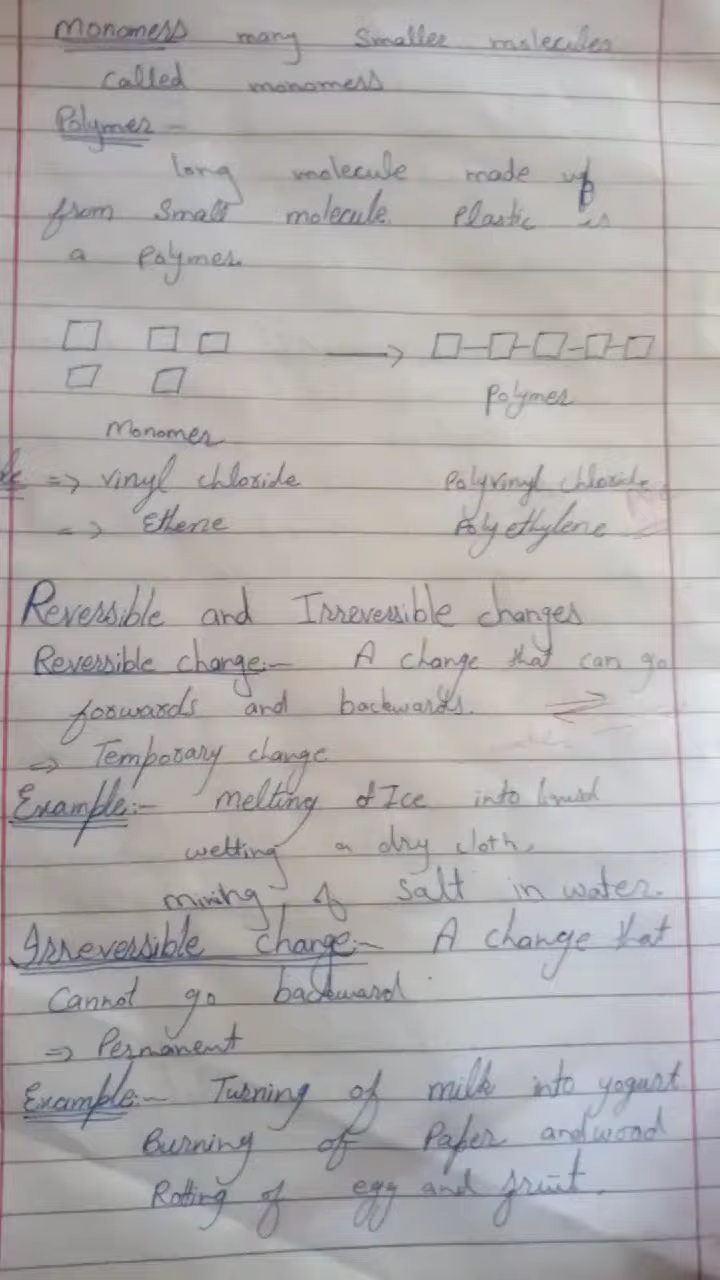 Monomers many smaller molecules
called monomers
Polymer -
long molecule made up
from small molecule. Plastic is
a Polymer
Polymer
Monomer
=> vinyl chloride Polyvinyl chloride
=> Ethene Polyethylene
Reversible and Irreversible changes
Reversible change:- A change that can go
forwards and backwards.
=> Temporary change
Example:- melting of Ice into liquid
wetting a dry cloth.
mixing of salt in water.
Irreversible change:- A change that
Cannot go backward
=> Permanent
Example:- Turning of milk into yogurt
Burning of Paper and wood
Rotting of egg and fruit.